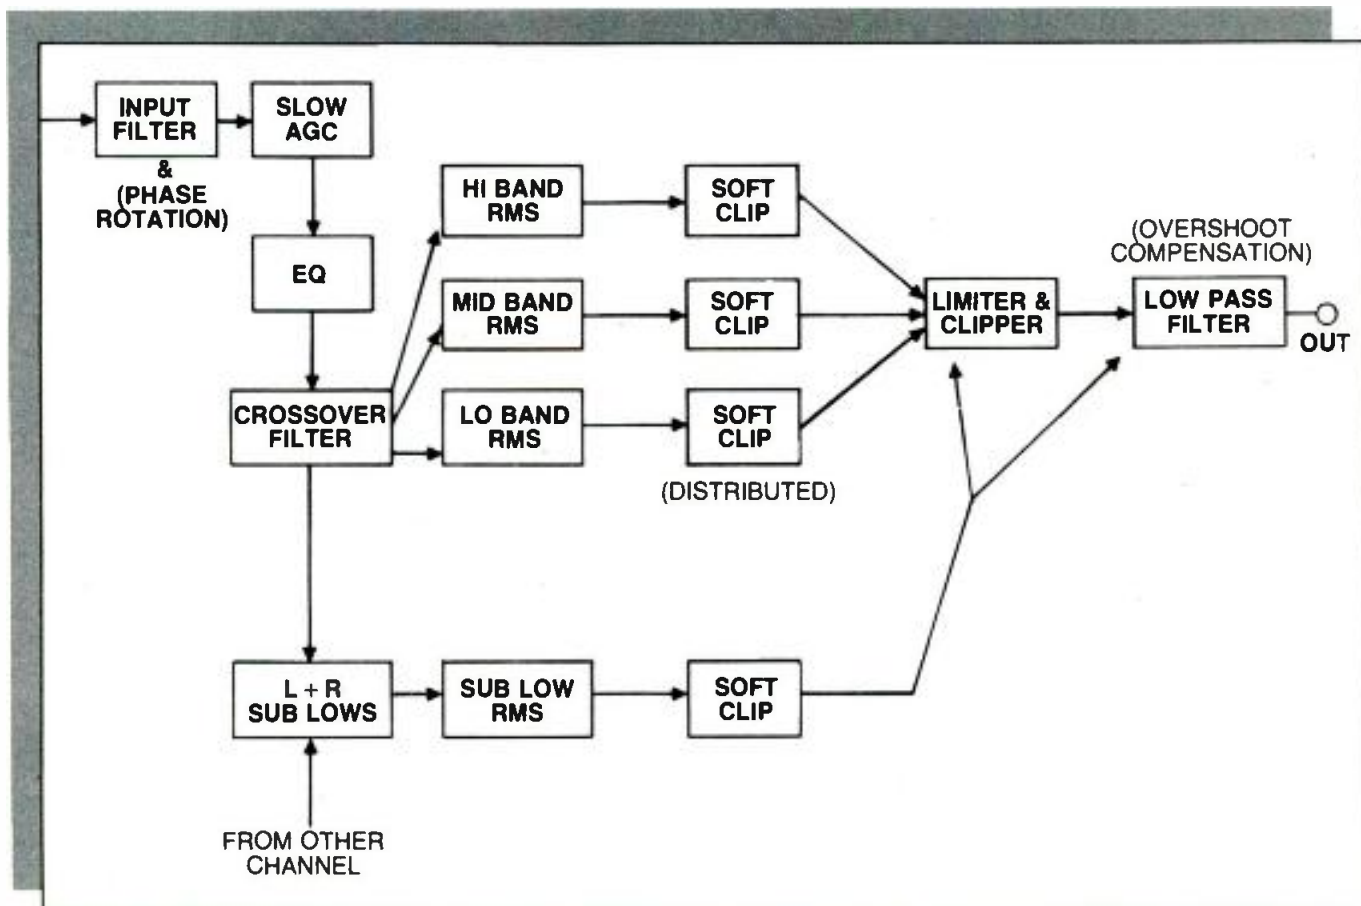 INPUT
FILTER
&
(PHASE
ROTATION)
SLOW
AGC
EQ
CROSSOVER
FILTER
HI BAND
RMS
SOFT
CLIP
MID BAND
RMS
SOFT
CLIP
LO BAND
RMS
SOFT
CLIP
(DISTRIBUTED)
LIMITER &
CLIPPER
(OVERSHOOT
COMPENSATION)
LOW PASS
FILTER
OUT
L + R
SUB LOWS
SUB LOW
RMS
SOFT
CLIP
FROM OTHER
CHANNEL